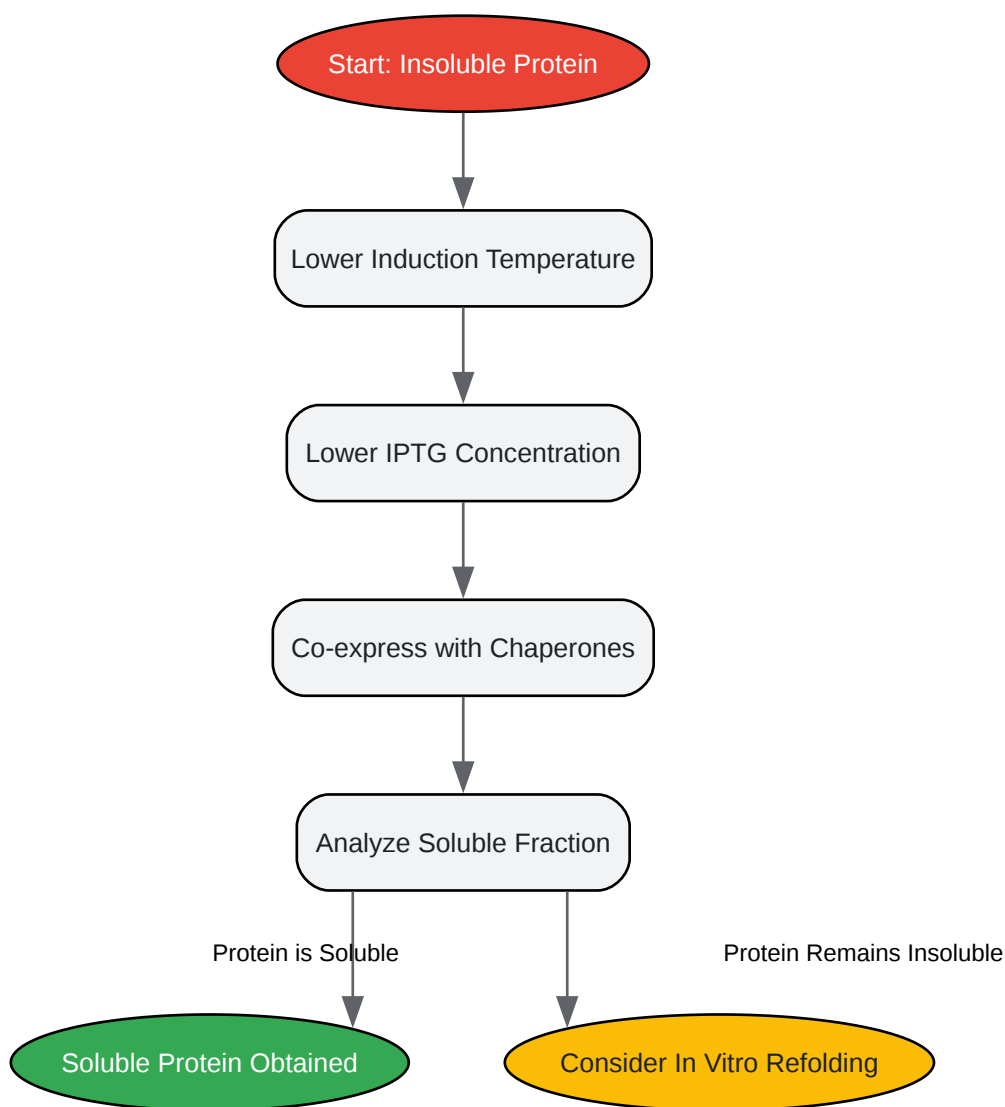 Start: Insoluble Protein
Lower Induction Temperature
Lower IPTG Concentration
Co-express with Chaperones
Analyze Soluble Fraction
Protein is Soluble
Protein Remains Insoluble
Soluble Protein Obtained
Consider In Vitro Refolding